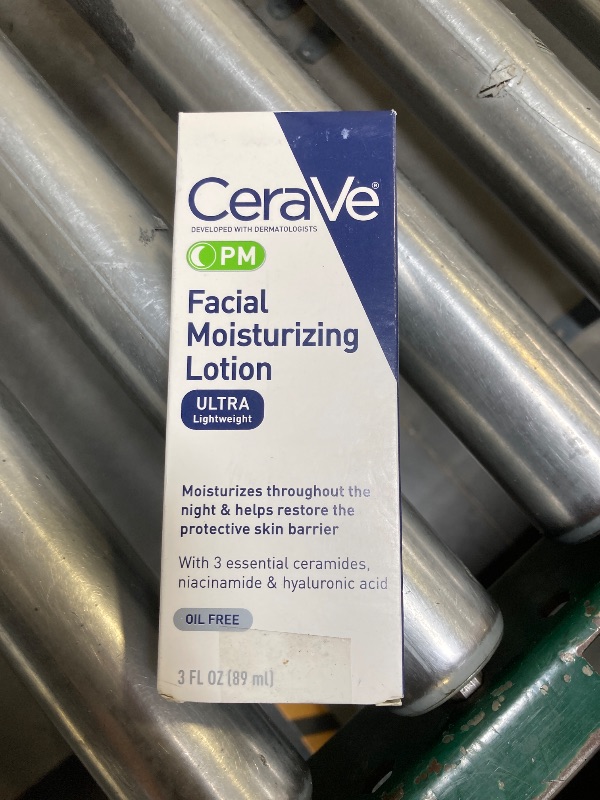 CeraVe®
DEVELOPED WITH DERMATOLOGISTS
PM
Facial
Moisturizing
Lotion
ULTRA
Lightweight
Moisturizes throughout the
night & helps restore the
protective skin barrier
With 3 essential ceramides,
niacinamide & hyaluronic acid
OIL FREE
3 FL OZ (89 ml)